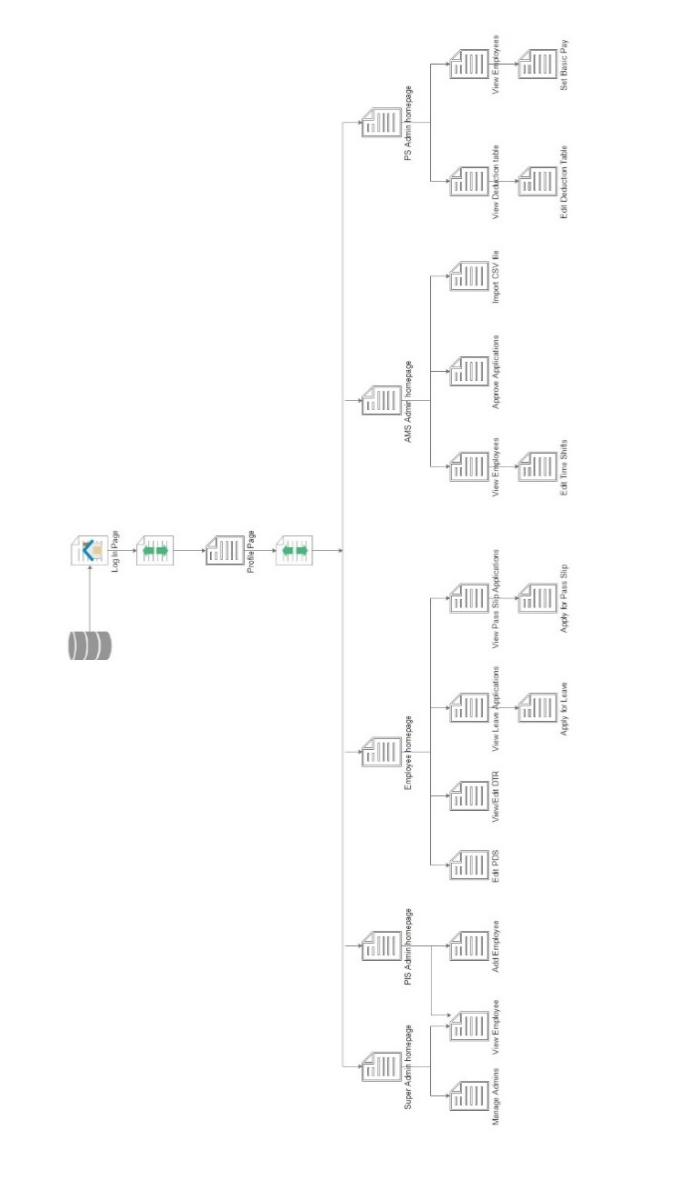 Log In Page
Profile Page
Super Admin homepage
PIS Admin homepage
Employee homepage
AMS Admin homepage
PS Admin homepage
Manage Admins
View Employee
Add Employee
Edit PDS
View/Edit DTR
View Leave Applications
View Pass Slip Applications
View Employees
Approve Applications
Import CSV file
View Deduction table
View Employees
Apply for Leave
Apply for Pass Slip
Edit Time Shifts
Edit Deduction Table
Set Basic Pay